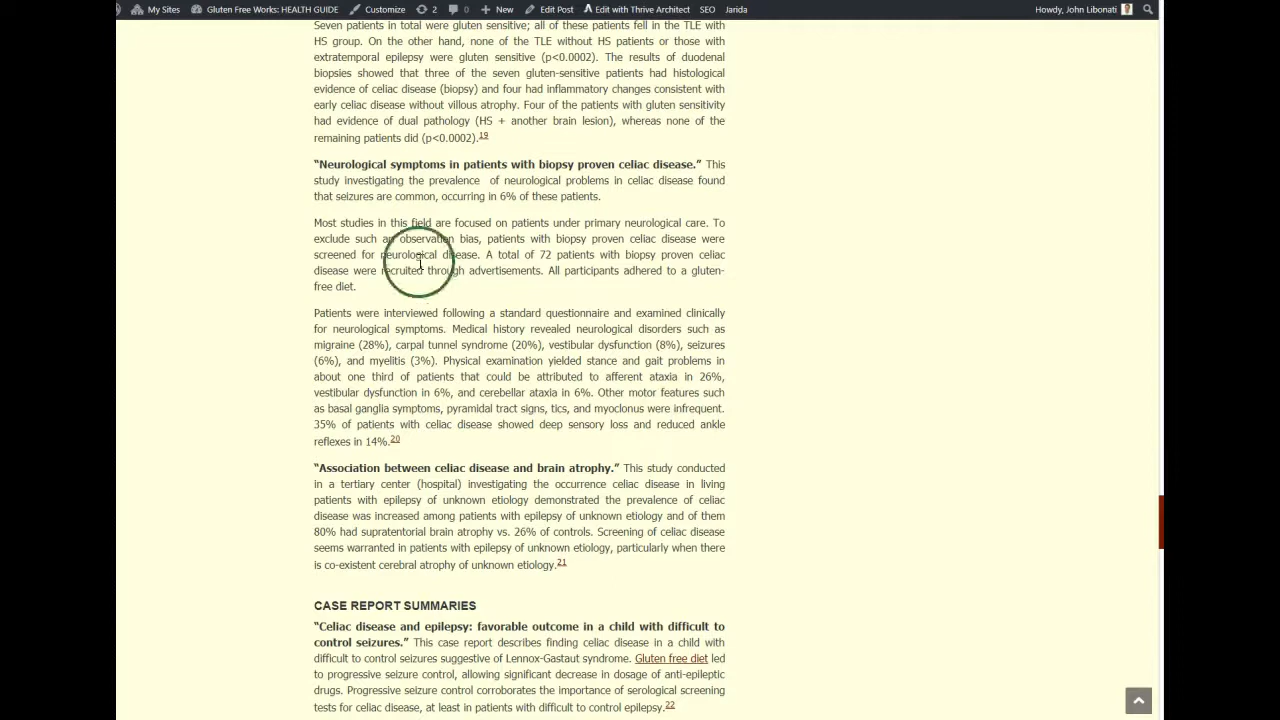 My Sites Gluten Free Works: HEALTH GUIDE Customize 2 0 New Edit Post Edit with Thrive Architect SEO Jarida Howdy, John Libonati
Seven patients in total were gluten sensitive; all of these patients fell in the TLE with
HS group. On the other hand, none of the TLE without HS patients or those with
extratemporal epilepsy were gluten sensitive (p<0.0002). The results of duodenal
biopsies showed that three of the seven gluten-sensitive patients had histological
evidence of celiac disease (biopsy) and four had inflammatory changes consistent with
early celiac disease without villous atrophy. Four of the patients with gluten sensitivity
had evidence of dual pathology (HS + another brain lesion), whereas none of the
remaining patients did (p<0.0002).19
“Neurological symptoms in patients with biopsy proven celiac disease.” This
study investigating the prevalence of neurological problems in celiac disease found
that seizures are common, occurring in 6% of these patients.
Most studies in this field are focused on patients under primary neurological care. To
exclude such an observation bias, patients with biopsy proven celiac disease were
screened for neurological disease. A total of 72 patients with biopsy proven celiac
disease were recruited through advertisements. All participants adhered to a gluten-
free diet.
Patients were interviewed following a standard questionnaire and examined clinically
for neurological symptoms. Medical history revealed neurological disorders such as
migraine (28%), carpal tunnel syndrome (20%), vestibular dysfunction (8%), seizures
(6%), and myelitis (3%). Physical examination yielded stance and gait problems in
about one third of patients that could be attributed to afferent ataxia in 26%,
vestibular dysfunction in 6%, and cerebellar ataxia in 6%. Other motor features such
as basal ganglia symptoms, pyramidal tract signs, tics, and myoclonus were infrequent.
35% of patients with celiac disease showed deep sensory loss and reduced ankle
reflexes in 14%.20
“Association between celiac disease and brain atrophy.” This study conducted
in a tertiary center (hospital) investigating the occurrence celiac disease in living
patients with epilepsy of unknown etiology demonstrated the prevalence of celiac
disease was increased among patients with epilepsy of unknown etiology and of them
80% had supratentorial brain atrophy vs. 26% of controls. Screening of celiac disease
seems warranted in patients with epilepsy of unknown etiology, particularly when there
is co-existent cerebral atrophy of unknown etiology.21
CASE REPORT SUMMARIES
“Celiac disease and epilepsy: favorable outcome in a child with difficult to
control seizures.” This case report describes finding celiac disease in a child with
difficult to control seizures suggestive of Lennox-Gastaut syndrome. Gluten free diet led
to progressive seizure control, allowing significant decrease in dosage of anti-epileptic
drugs. Progressive seizure control corroborates the importance of serological screening
tests for celiac disease, at least in patients with difficult to control epilepsy.22